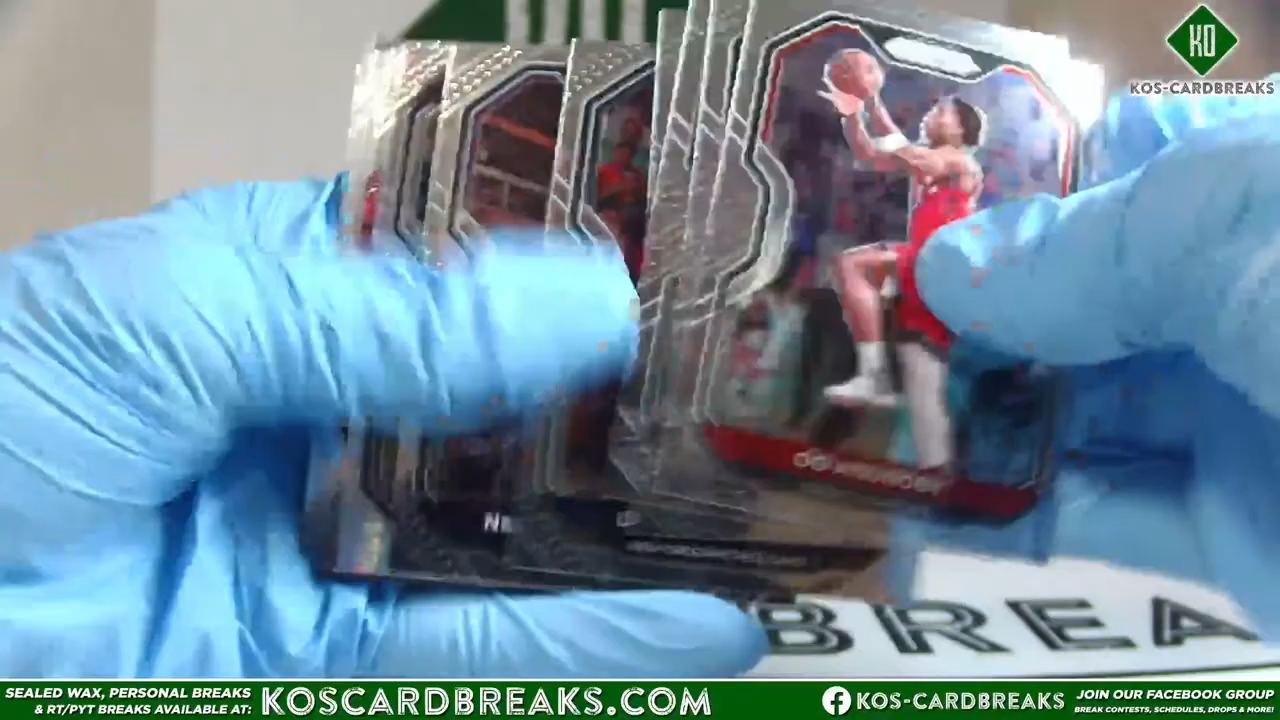 KO
KOS-CARDBREAKS
BREA
SEALED WAX, PERSONAL BREAKS
& RT/PYT BREAKS AVAILABLE AT:
KOSCARDBREAKS.COM
KOS-CARDBREAKS
JOIN OUR FACEBOOK GROUP
BREAK CONTESTS, SCHEDULES, DROPS & MORE!